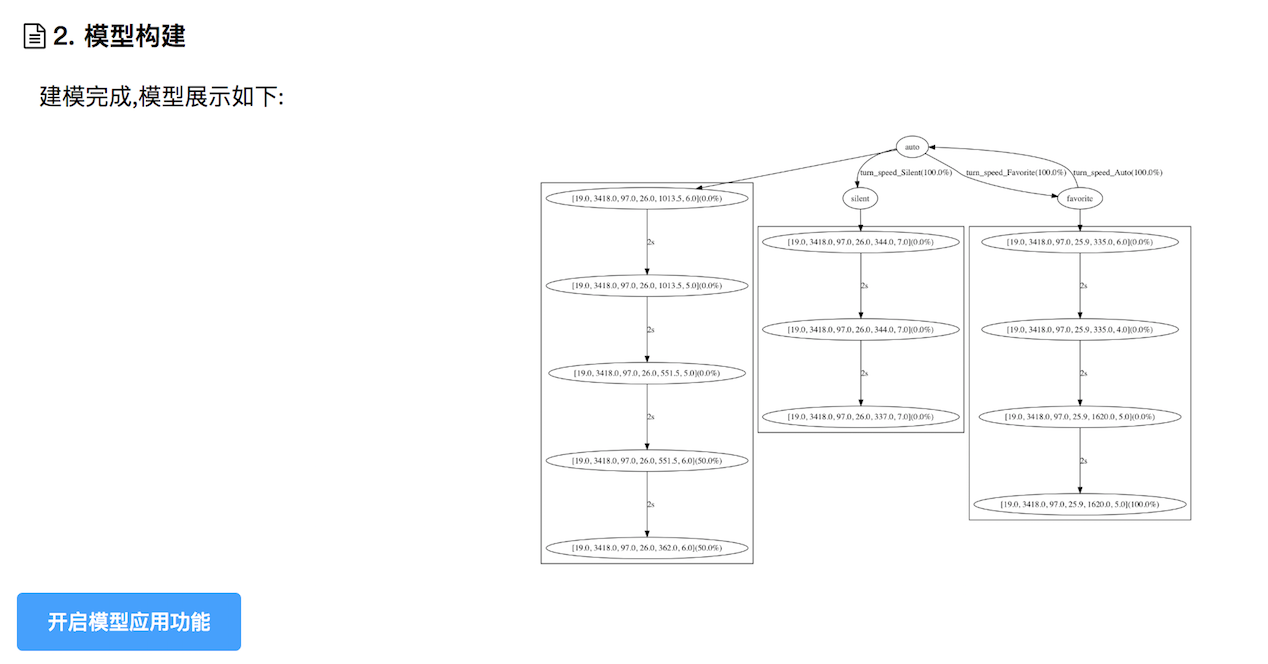 2. 模型构建
建模完成,模型展示如下:
auto
turn_speed_Silent(100.0%)
turn_speed_Favorite(100.0%)
turn_speed_Auto(100.0%)
silent
favorite
[19.0, 3418.0, 97.0, 26.0, 1013.5, 6.0](0.0%)
2s
[19.0, 3418.0, 97.0, 26.0, 1013.5, 5.0](0.0%)
2s
[19.0, 3418.0, 97.0, 26.0, 551.5, 5.0](0.0%)
2s
[19.0, 3418.0, 97.0, 26.0, 551.5, 6.0](50.0%)
2s
[19.0, 3418.0, 97.0, 26.0, 362.0, 6.0](50.0%)
[19.0, 3418.0, 97.0, 26.0, 344.0, 7.0](0.0%)
2s
[19.0, 3418.0, 97.0, 26.0, 344.0, 7.0](0.0%)
2s
[19.0, 3418.0, 97.0, 26.0, 337.0, 7.0](0.0%)
[19.0, 3418.0, 97.0, 25.9, 335.0, 6.0](0.0%)
2s
[19.0, 3418.0, 97.0, 25.9, 335.0, 4.0](0.0%)
2s
[19.0, 3418.0, 97.0, 25.9, 1620.0, 5.0](0.0%)
2s
[19.0, 3418.0, 97.0, 25.9, 1620.0, 5.0](100.0%)
开启模型应用功能